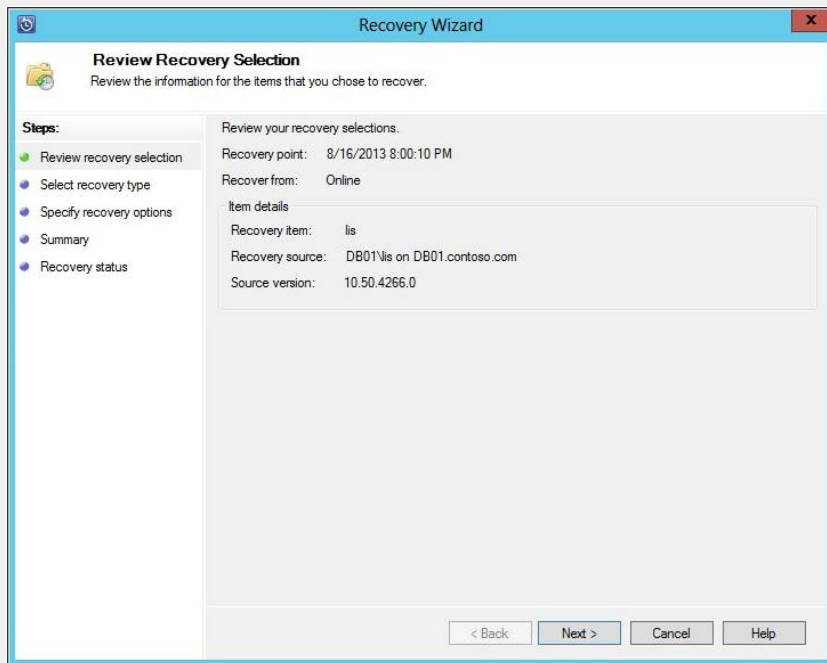 Recovery Wizard
X
Review Recovery Selection
Review the information for the items that you chose to recover.
Steps:
Review recovery selection
Select recovery type
Specify recovery options
Summary
Recovery status
Review your recovery selections.
Recovery point: 8/16/2013 8:00:10 PM
Recover from: Online
Item details
Recovery item: lis
Recovery source: DB01\lis on DB01.contoso.com
Source version: 10.50.4266.0
< Back Next > Cancel Help